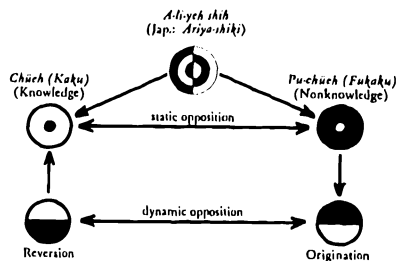 A-li-yeh shih
(Jap.: Ariya-shiki)
Chüeh (Kaku)
(Knowledge)
Pu-chüeh (Fukaku)
(Nonknowledge)
static opposition
dynamic opposition
Reversion
Origination